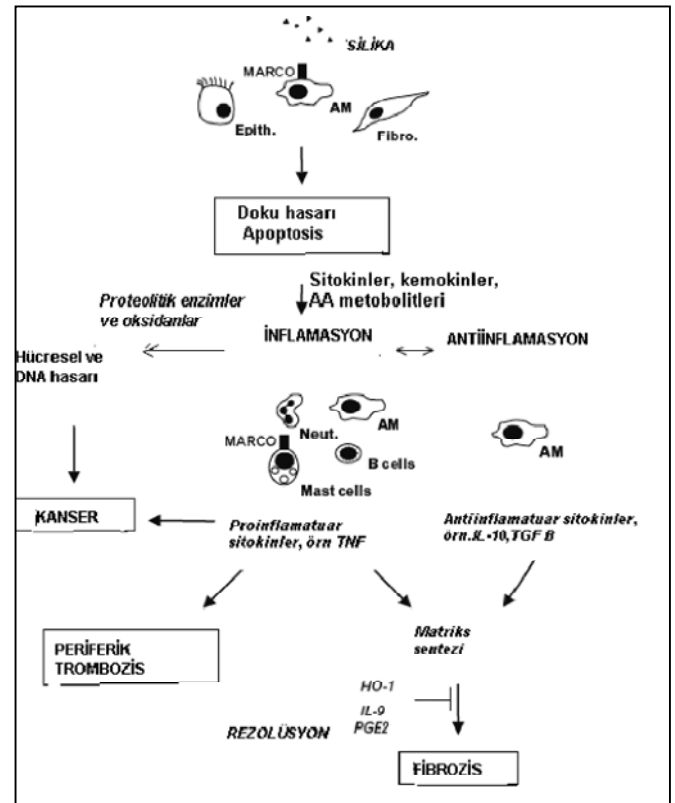 SİLİKA
MARCO
AM
Epith.
Fibro.
Doku hasarı
Apoptosis
Sitokinler, kemokinler,
AA metobolitleri
Proteolitik enzimler
ve oksidanlar
İNFLAMASYON
ANTİİNFLAMASYON
Hücresel ve
DNA hasarı
Neut.
AM
MARCO
B cells
AM
Mast cells
KANSER
Proinflamatuar
sitokinler, örn TNF
Antiinflamatuar sitokinler,
örn.IL-10,TGF B
PERİFERİK
TROMBOZİS
Matriks
sentezi
HO-1
IL-9
PGE2
REZOLÜSYON
FİBROZİS